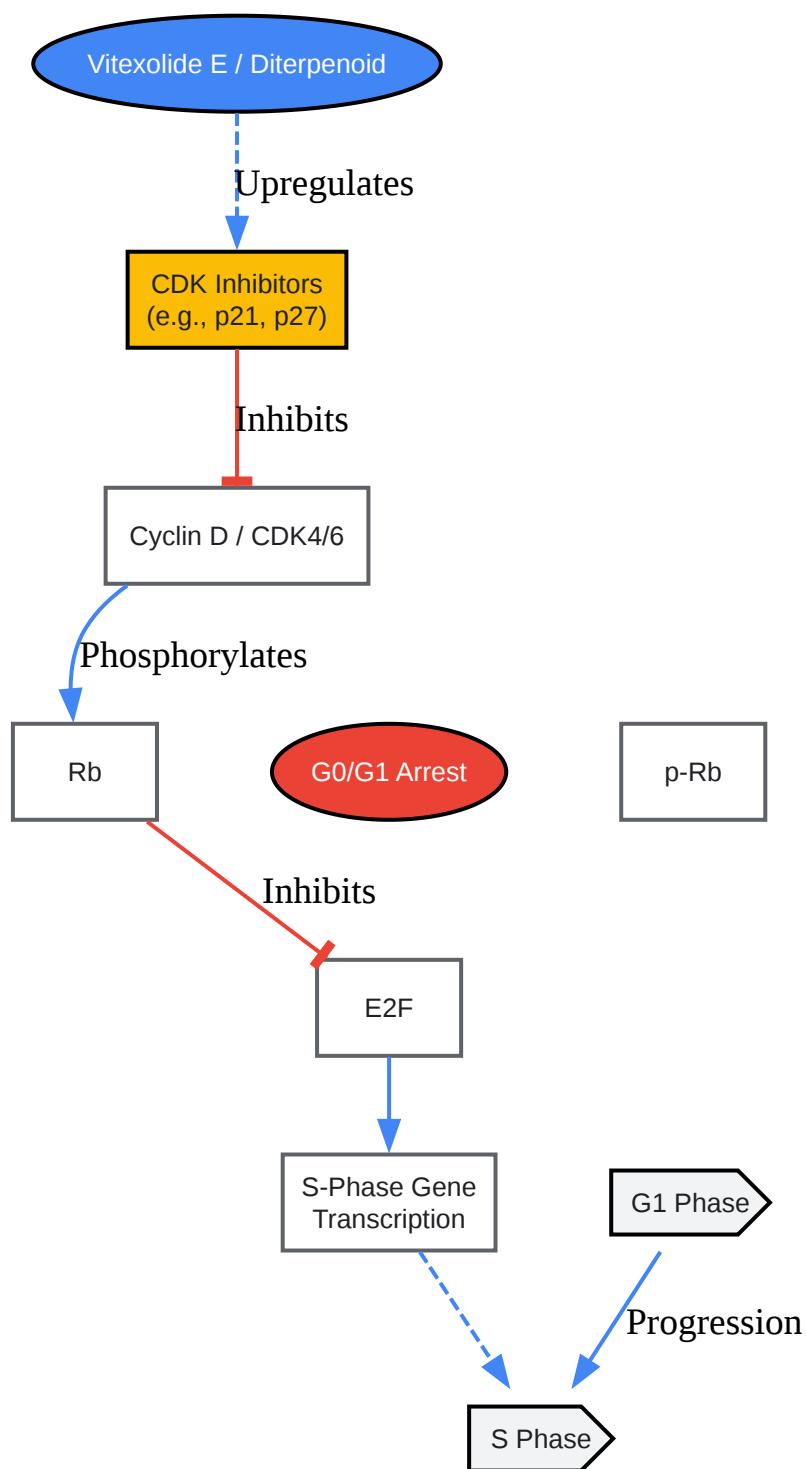 Vitexolide E / Diterpenoid
Upregulates
CDK Inhibitors
(e.g., p21, p27)
Inhibits
Cyclin D / CDK4/6
Phosphorylates
Rb
G0/G1 Arrest
p-Rb
Inhibits
E2F
S-Phase Gene
Transcription
G1 Phase
Progression
S Phase